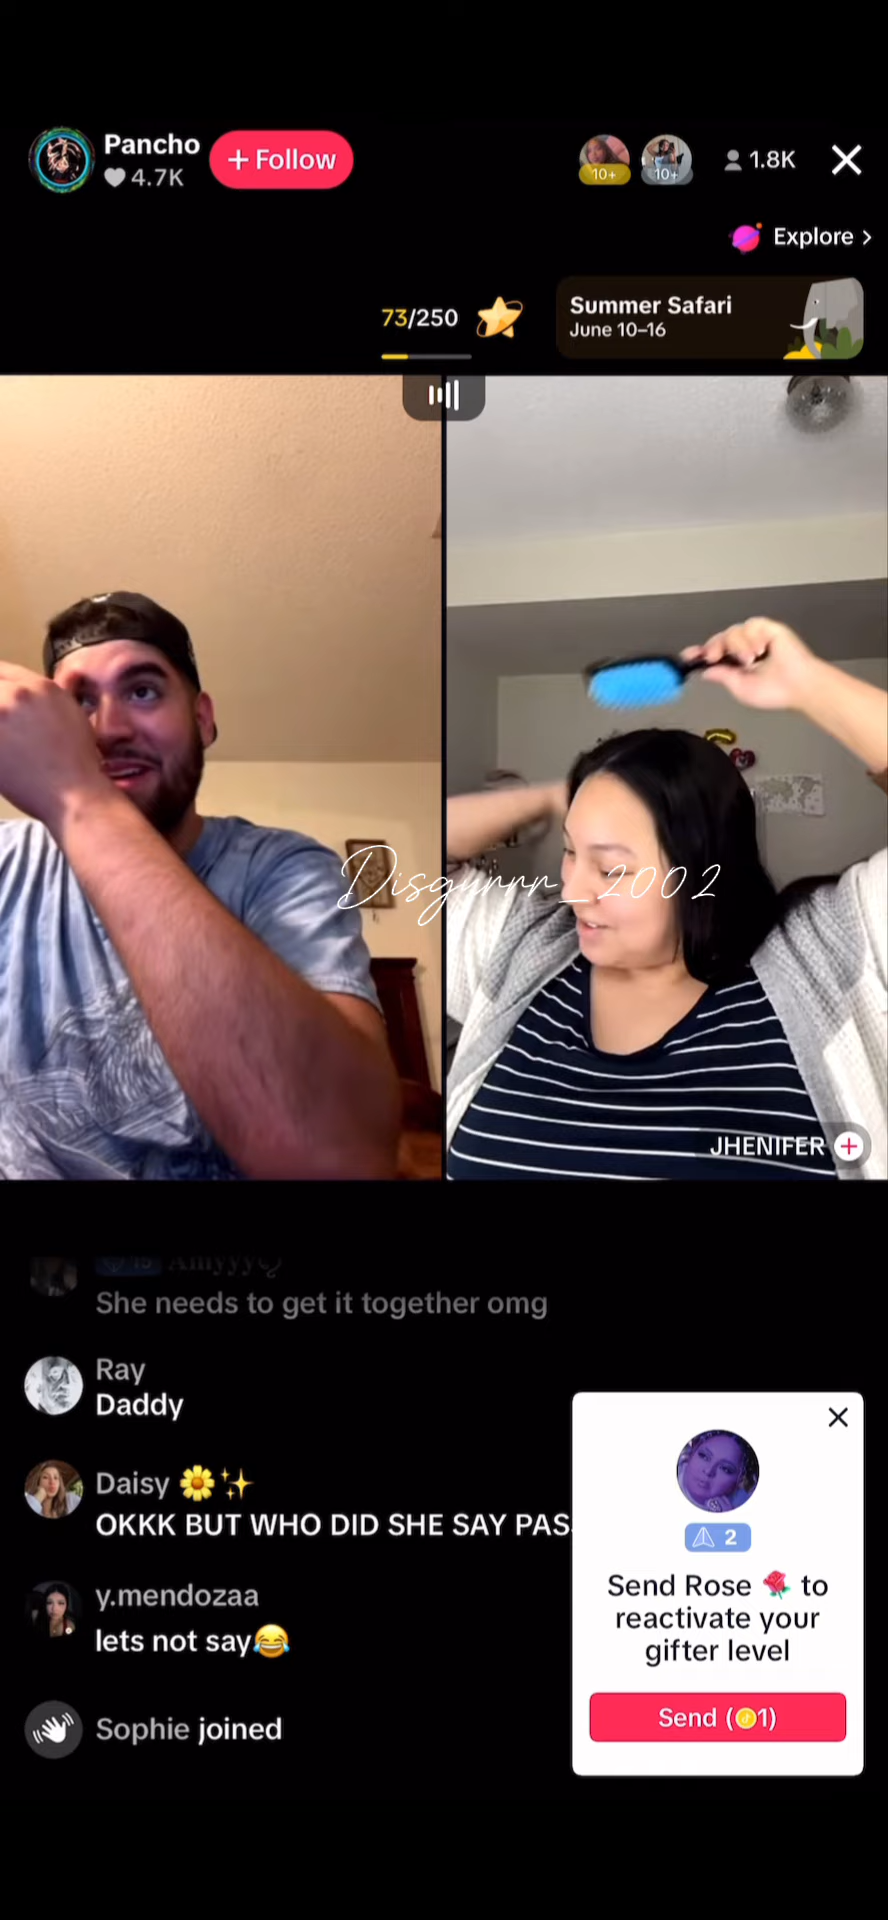 Pancho
4.7K
+ Follow
10+
10+
1.8K
Explore >
73/250
Summer Safari
June 10–16
Disgurrr_2002
JHENIFER
15 Amyyy
She needs to get it together omg
Ray
Daddy
Daisy 🌼✨
OKKK BUT WHO DID SHE SAY PAS
y.mendozaa
lets not say😂
Sophie joined
2
Send Rose 🌹 to
reactivate your
gifter level
Send (1)